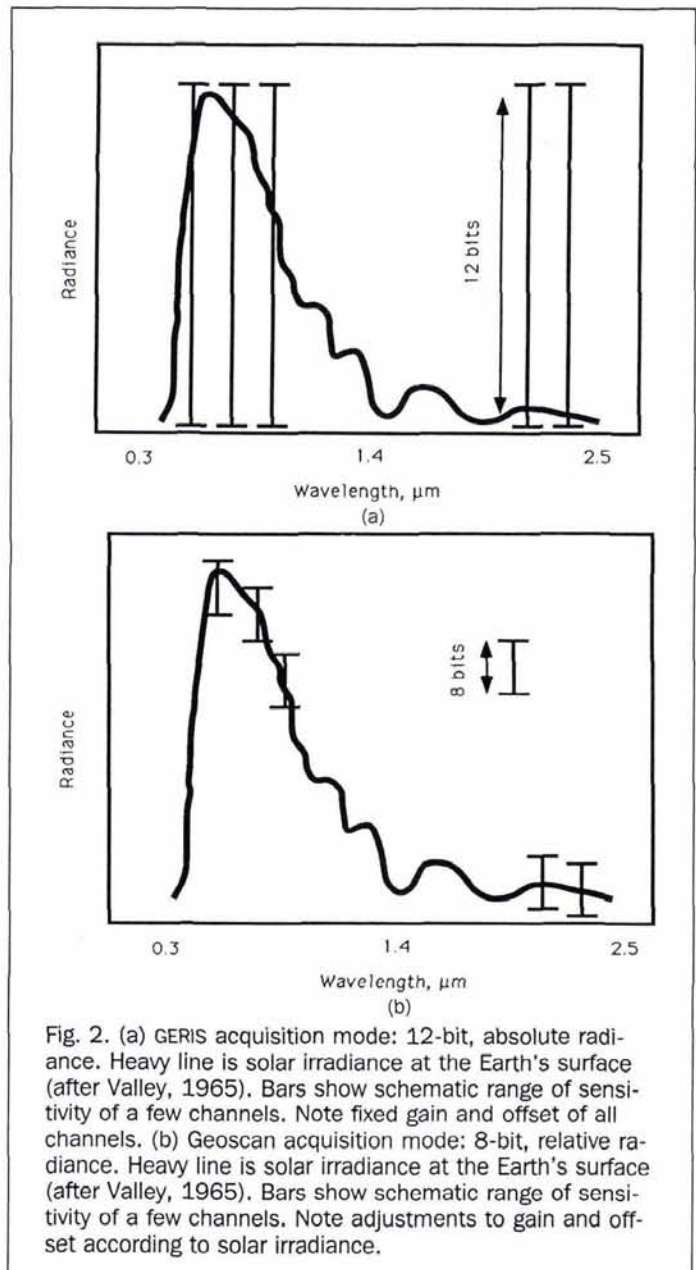 Radiance
12 bits
0.3 1.4 2.5
Wavelength, µm
(a)
Radiance
8 bits
0.3 1.4 2.5
Wavelength, µm
(b)
Fig. 2. (a) GERIS acquisition mode: 12-bit, absolute radi-
ance. Heavy line is solar irradiance at the Earth's surface
(after Valley, 1965). Bars show schematic range of sensi-
tivity of a few channels. Note fixed gain and offset of all
channels. (b) Geoscan acquisition mode: 8-bit, relative ra-
diance. Heavy line is solar irradiance at the Earth's surface
(after Valley, 1965). Bars show schematic range of sensi-
tivity of a few channels. Note adjustments to gain and off-
set according to solar irradiance.